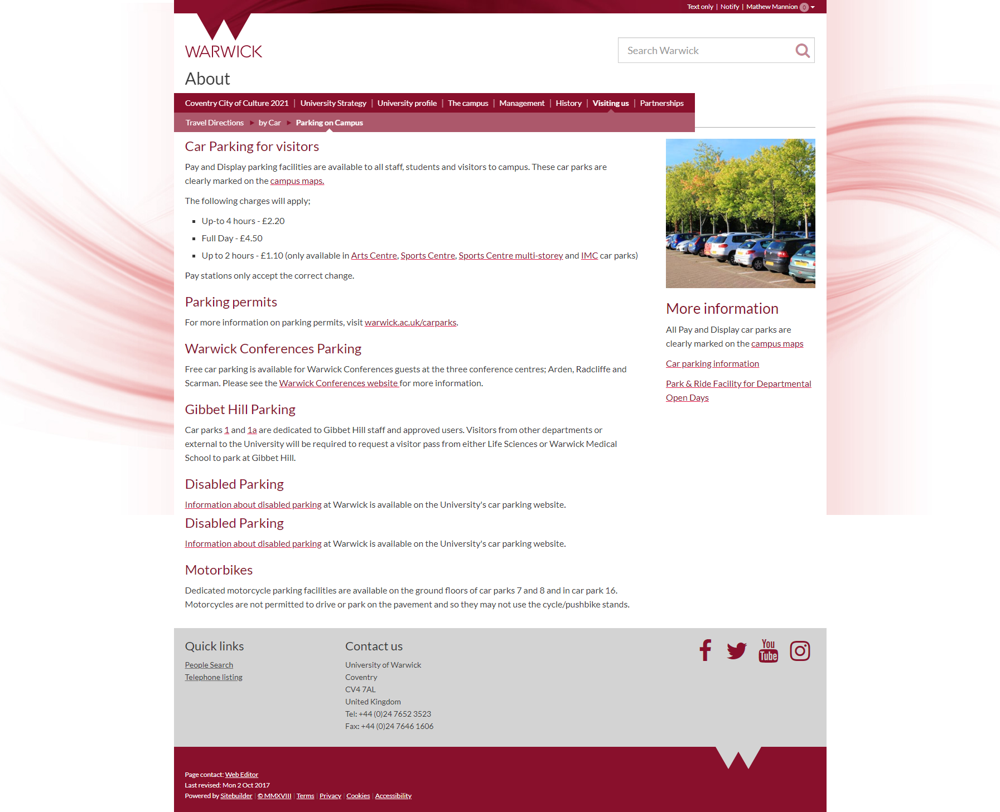 Text only | Notify | Mathew Mannion 0
WARWICK
Search Warwick
About
Coventry City of Culture 2021 | University Strategy | University profile | The campus | Management | History | Visiting us | Partnerships
Travel Directions ▸ by Car ▸ Parking on Campus
Car Parking for visitors
Pay and Display parking facilities are available to all staff, students and visitors to campus. These car parks are
clearly marked on the campus maps.
The following charges will apply;
▪ Up-to 4 hours - £2.20
▪ Full Day - £4.50
▪ Up to 2 hours - £1.10 (only available in Arts Centre, Sports Centre, Sports Centre multi-storey and IMC car parks)
Pay stations only accept the correct change.
Parking permits
For more information on parking permits, visit warwick.ac.uk/carparks.
Warwick Conferences Parking
Free car parking is available for Warwick Conferences guests at the three conference centres; Arden, Radcliffe and
Scarman. Please see the Warwick Conferences website for more information.
Gibbet Hill Parking
Car parks 1 and 1a are dedicated to Gibbet Hill staff and approved users. Visitors from other departments or
external to the University will be required to request a visitor pass from either Life Sciences or Warwick Medical
School to park at Gibbet Hill.
Disabled Parking
Information about disabled parking at Warwick is available on the University's car parking website.
Disabled Parking
Information about disabled parking at Warwick is available on the University's car parking website.
Motorbikes
Dedicated motorcycle parking facilities are available on the ground floors of car parks 7 and 8 and in car park 16.
Motorcycles are not permitted to drive or park on the pavement and so they may not use the cycle/pushbike stands.
More information
All Pay and Display car parks are
clearly marked on the campus maps
Car parking information
Park & Ride Facility for Departmental
Open Days
Quick links
People Search
Telephone listing
Contact us
University of Warwick
Coventry
CV4 7AL
United Kingdom
Tel: +44 (0)24 7652 3523
Fax: +44 (0)24 7646 1606
You
Tube
Page contact: Web Editor
Last revised: Mon 2 Oct 2017
Powered by Sitebuilder | © MMXVIII | Terms | Privacy | Cookies | Accessibility